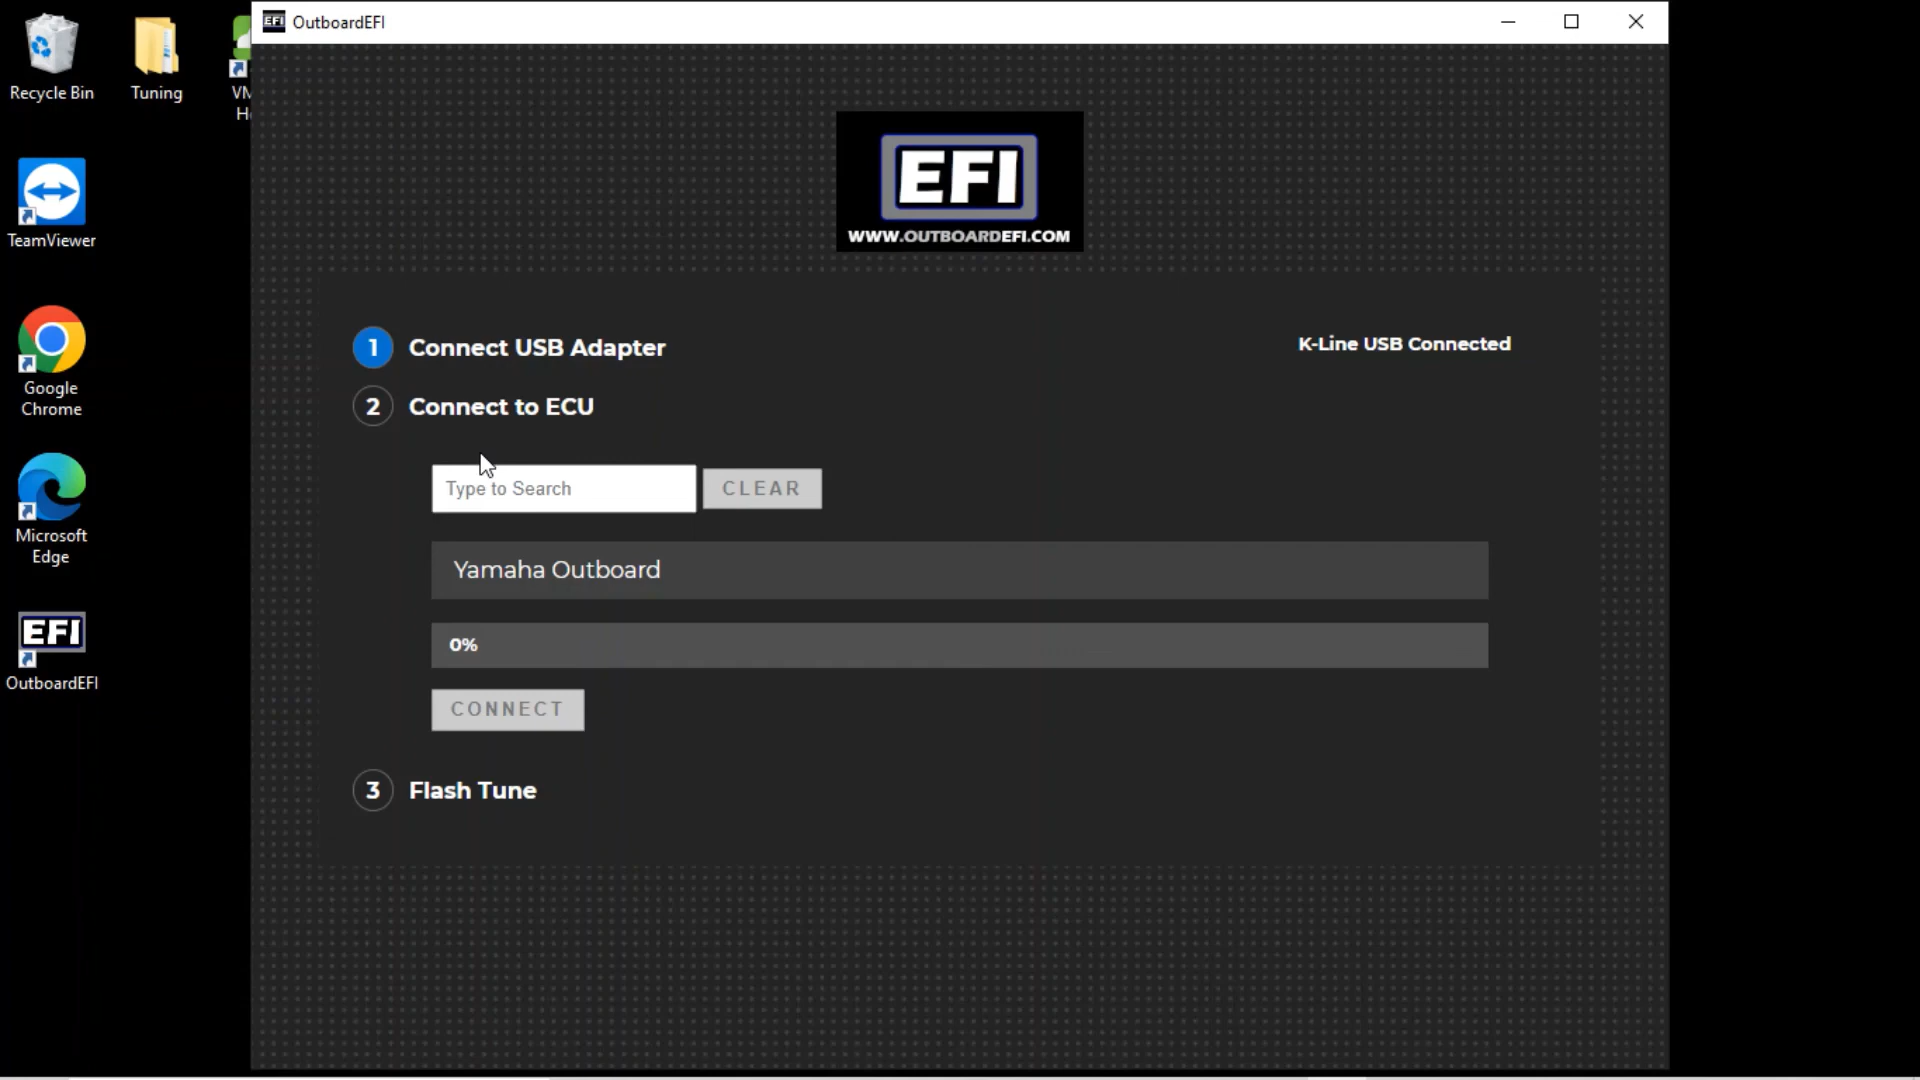 OutboardEFI
Recycle Bin
Tuning
VM
H
TeamViewer
Google
Chrome
Microsoft
Edge
EFI
OutboardEFI
EFI
WWW.OUTBOARDEFI.COM
1 Connect USB Adapter
K-Line USB Connected
2 Connect to ECU
Type to Search
CLEAR
Yamaha Outboard
0%
CONNECT
3 Flash Tune